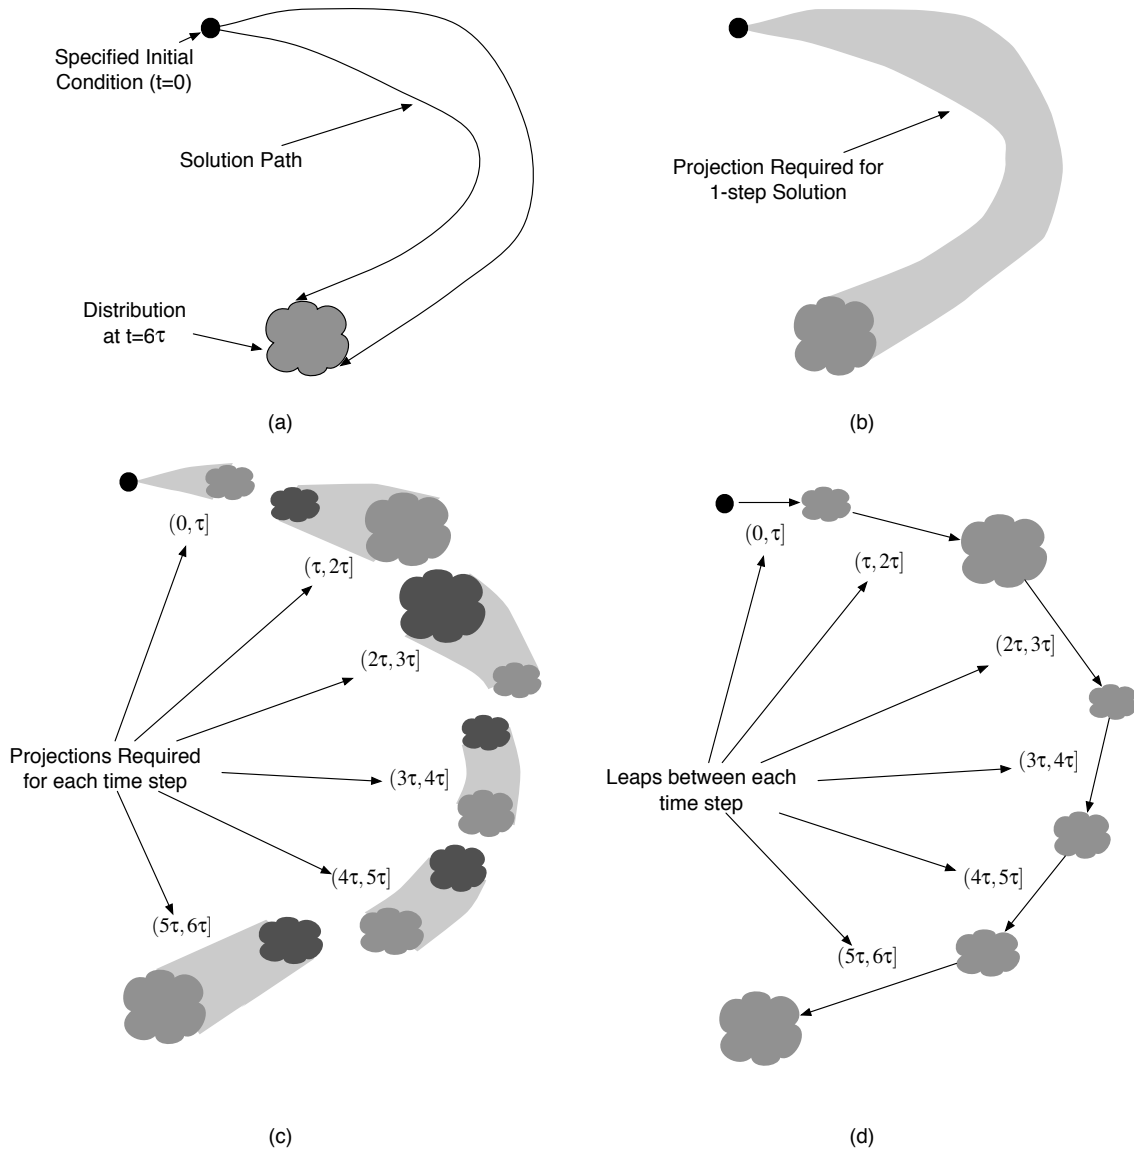 Specified Initial
Condition (t=0)
Solution Path
Distribution
at t=6τ
(a)
Projection Required for
1-step Solution
(b)
(0, τ]
(τ, 2τ]
(2τ, 3τ]
Projections Required
for each time step
(3τ, 4τ]
(4τ, 5τ]
(5τ, 6τ]
(c)
(0, τ]
(τ, 2τ]
(2τ, 3τ]
Leaps between each
time step
(3τ, 4τ]
(4τ, 5τ]
(5τ, 6τ]
(d)